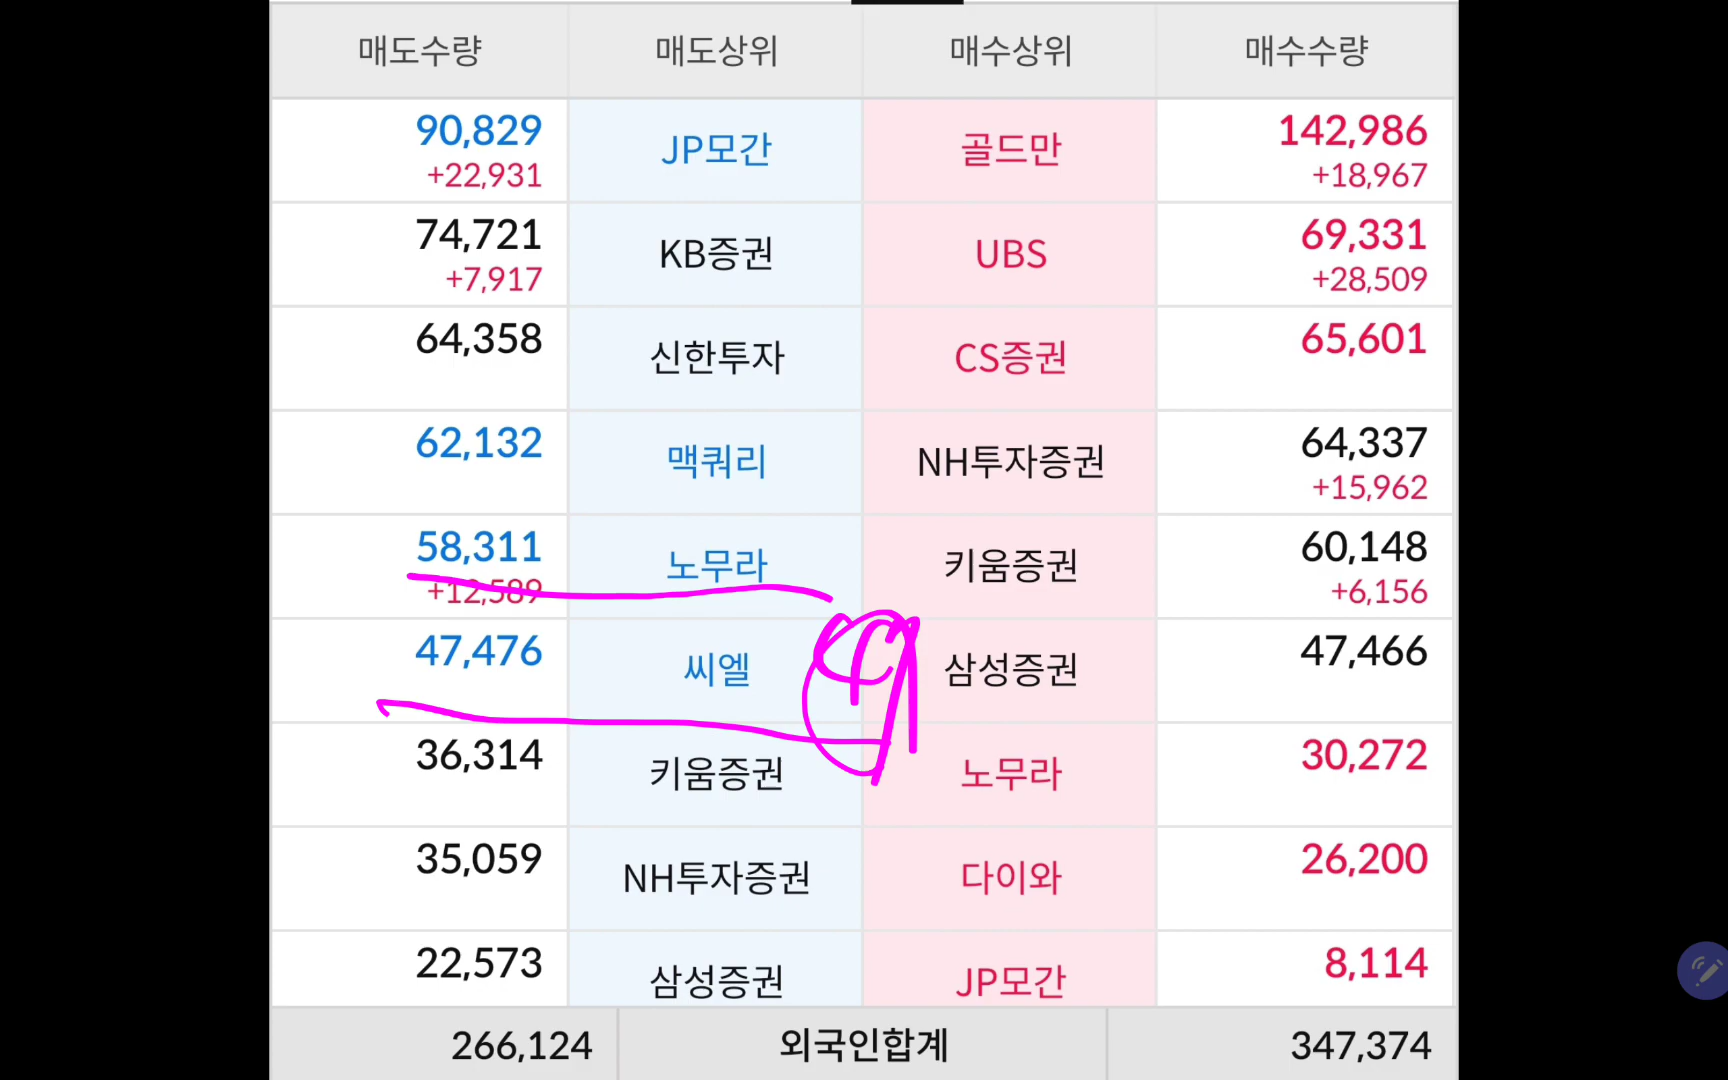 매도수량 매도상위 매수상위 매수수량
90,829 JP모간 골드만 142,986
+22,931 +18,967
74,721 KB증권 UBS 69,331
+7,917 +28,509
64,358 신한투자 CS증권 65,601
62,132 맥쿼리 NH투자증권 64,337
+15,962
58,311 노무라 키움증권 60,148
+12,589 +6,156
47,476 씨엘 삼성증권 47,466
36,314 키움증권 노무라 30,272
35,059 NH투자증권 다이와 26,200
22,573 삼성증권 JP모간 8,114
266,124 외국인합계 347,374